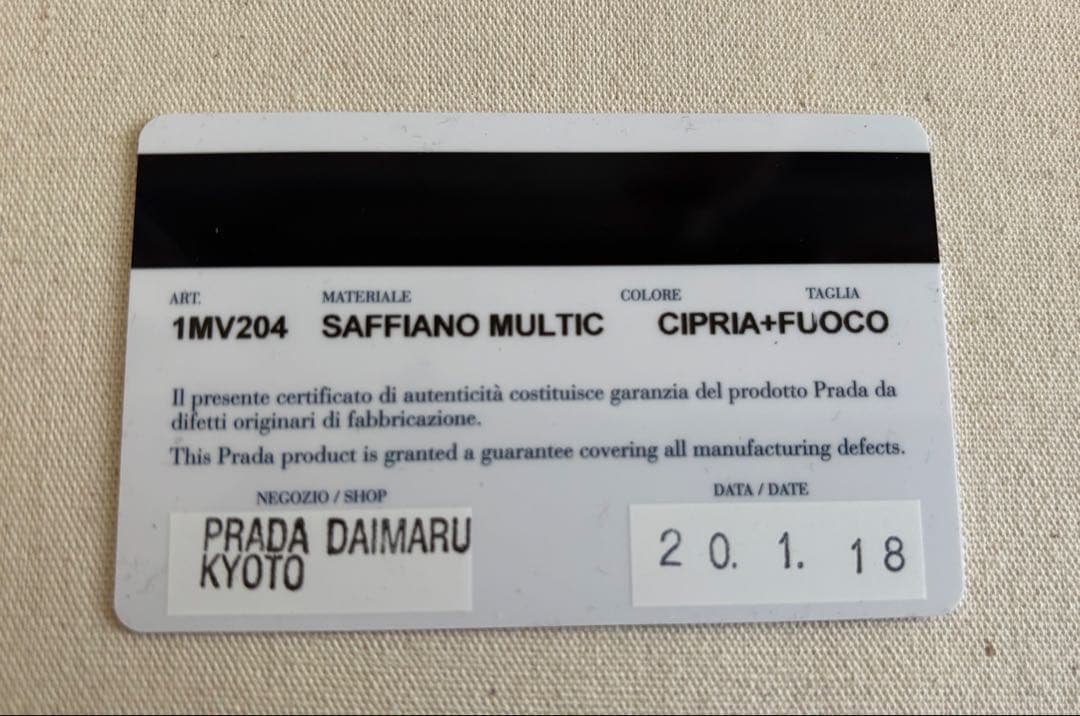 ART. MATERIALE COLORE TAGLIA
1MV204 SAFFIANO MULTIC CIPRIA+FUOCO
Il presente certificato di autenticità costituisce garanzia del prodotto Prada da
difetti originari di fabbricazione.
This Prada product is granted a guarantee covering all manufacturing defects.
NEGOZIO / SHOP DATA / DATE
PRADA DAIMARU
KYOTO
20. 1. 18